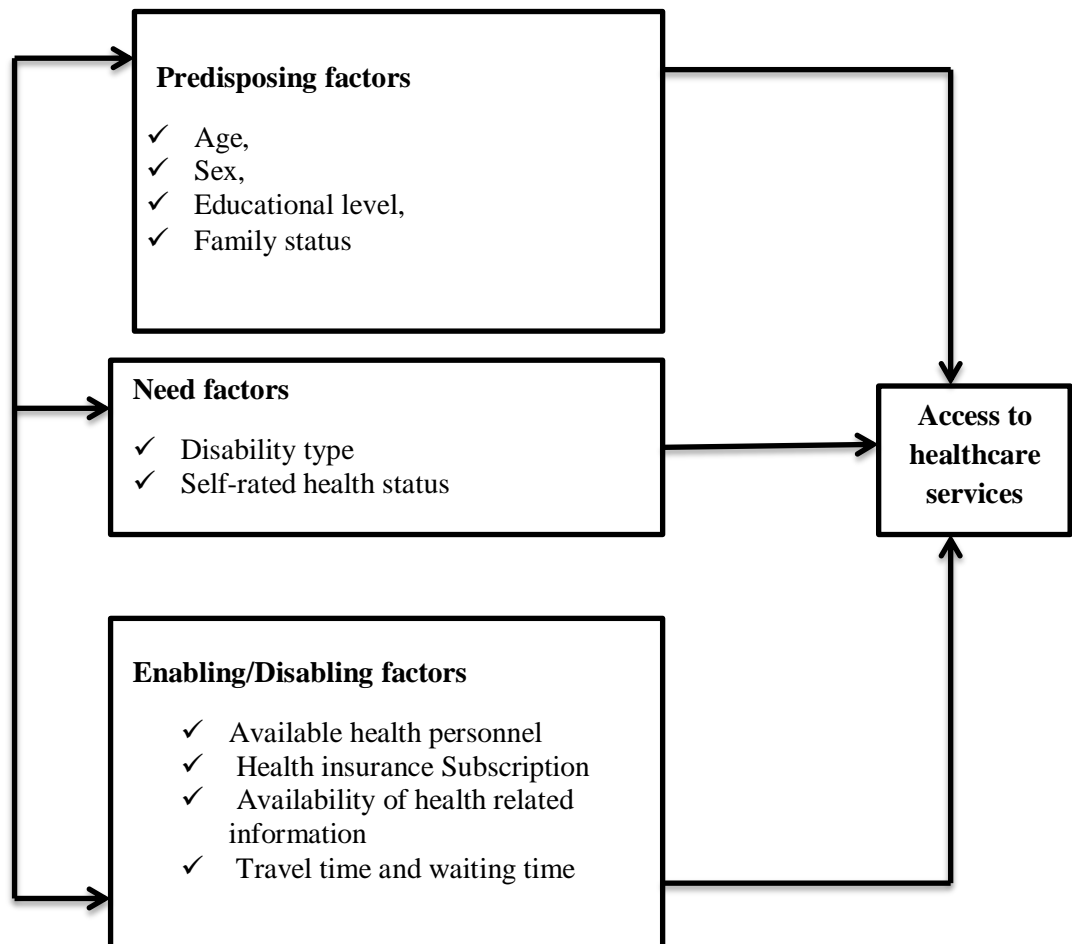 Predisposing factors
✓ Age,
✓ Sex,
✓ Educational level,
✓ Family status
Need factors
✓ Disability type
✓ Self-rated health status
Access to
healthcare
services
Enabling/Disabling factors
✓ Available health personnel
✓ Health insurance Subscription
✓ Availability of health related
information
✓ Travel time and waiting time